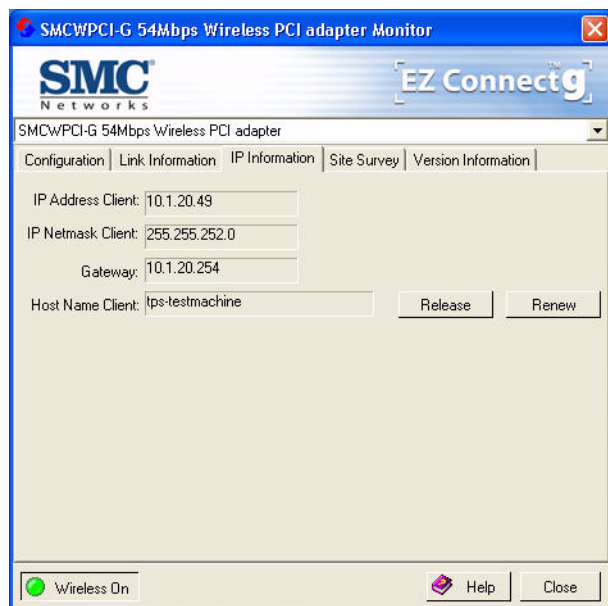 SMCWPCI-G 54Mbps Wireless PCI adapter Monitor
SMC
Networks
EZ Connect™ g
SMCWPCI-G 54Mbps Wireless PCI adapter
Configuration Link Information IP Information Site Survey Version Information
IP Address Client: 10.1.20.49
IP Netmask Client: 255.255.252.0
Gateway: 10.1.20.254
Host Name Client: tps-testmachine Release Renew
Wireless On Help Close